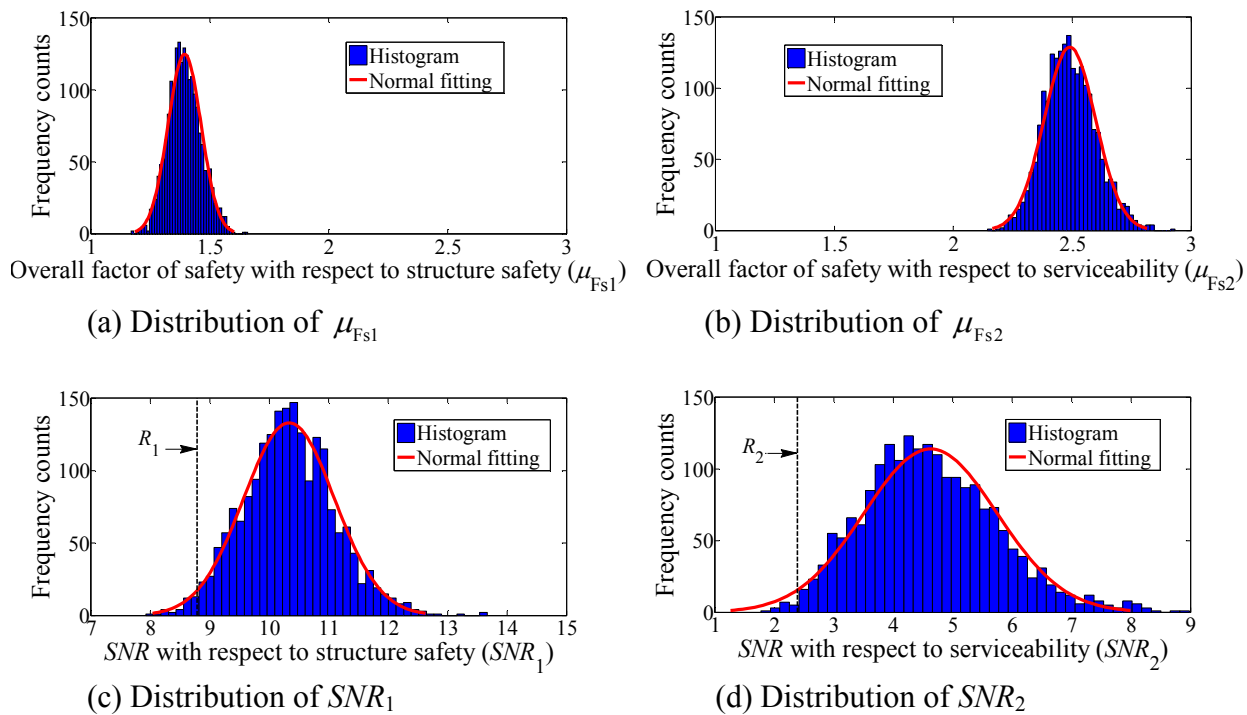 150
100
50
0
Frequency counts
Histogram
Normal fitting
1
1.5
2
2.5
3
Overall factor of safety with respect to structure safety (μFs1)
(a) Distribution of μFs1
150
100
50
0
Frequency counts
Histogram
Normal fitting
1
1.5
2
2.5
3
Overall factor of safety with respect to serviceability (μFs2)
(b) Distribution of μFs2
150
100
50
0
Frequency counts
R1
Histogram
Normal fitting
7
8
9
10
11
12
13
14
15
SNR with respect to structure safety (SNR1)
(c) Distribution of SNR1
150
100
50
0
Frequency counts
R2
Histogram
Normal fitting
1
2
3
4
5
6
7
8
9
SNR with respect to serviceability (SNR2)
(d) Distribution of SNR2